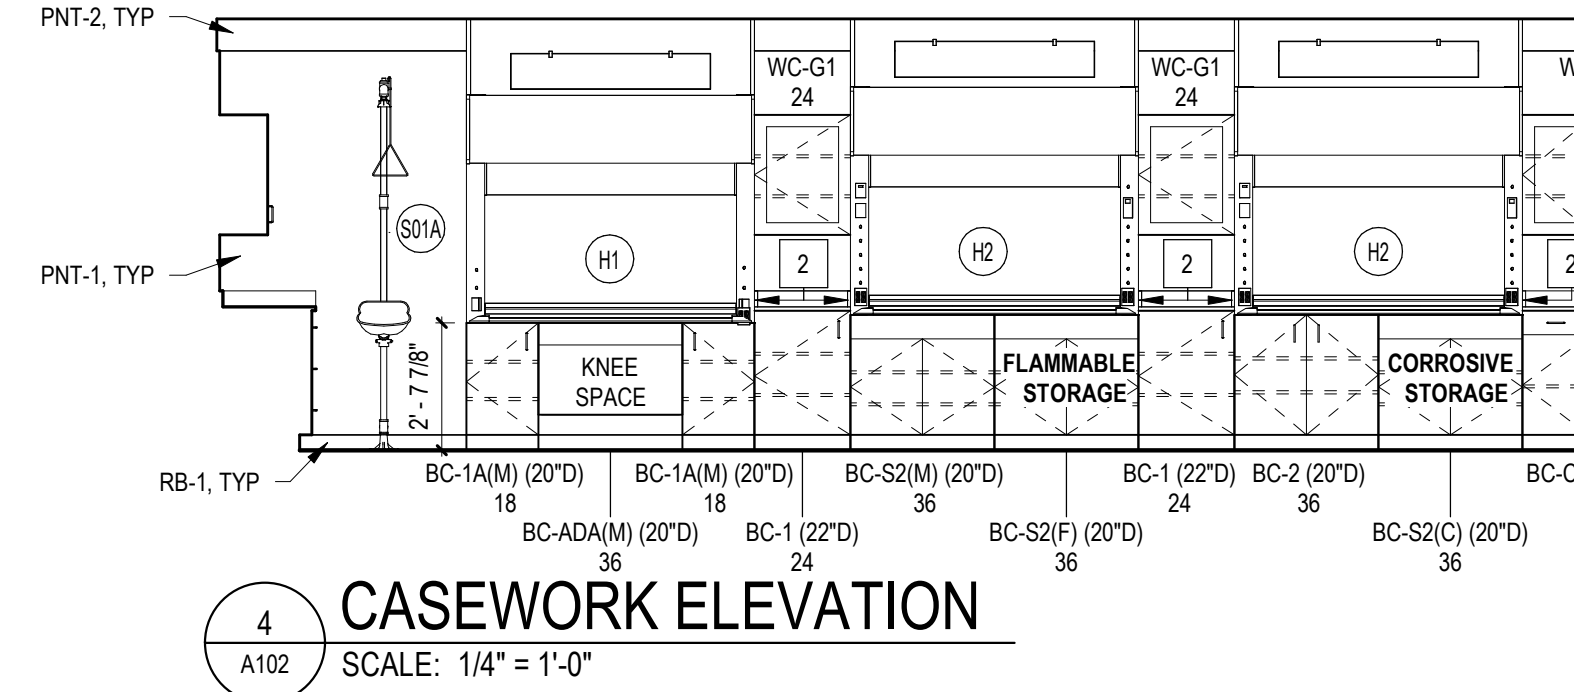 PNT-2, TYP
WC-G1
24
WC-G1
24
W
S01A
H1
H2
H2
2
2
2
PNT-1, TYP
2' - 7 7/8"
KNEE
SPACE
FLAMMABLE
STORAGE
CORROSIVE
STORAGE
RB-1, TYP
BC-1A(M) (20"D)
18
BC-1A(M) (20"D)
18
BC-S2(M) (20"D)
36
BC-1 (22"D)
24
BC-2 (20"D)
36
BC-C
BC-ADA(M) (20"D)
36
BC-1 (22"D)
24
BC-S2(F) (20"D)
36
BC-S2(C) (20"D)
36
4
A102
CASEWORK ELEVATION
SCALE: 1/4" = 1'-0"